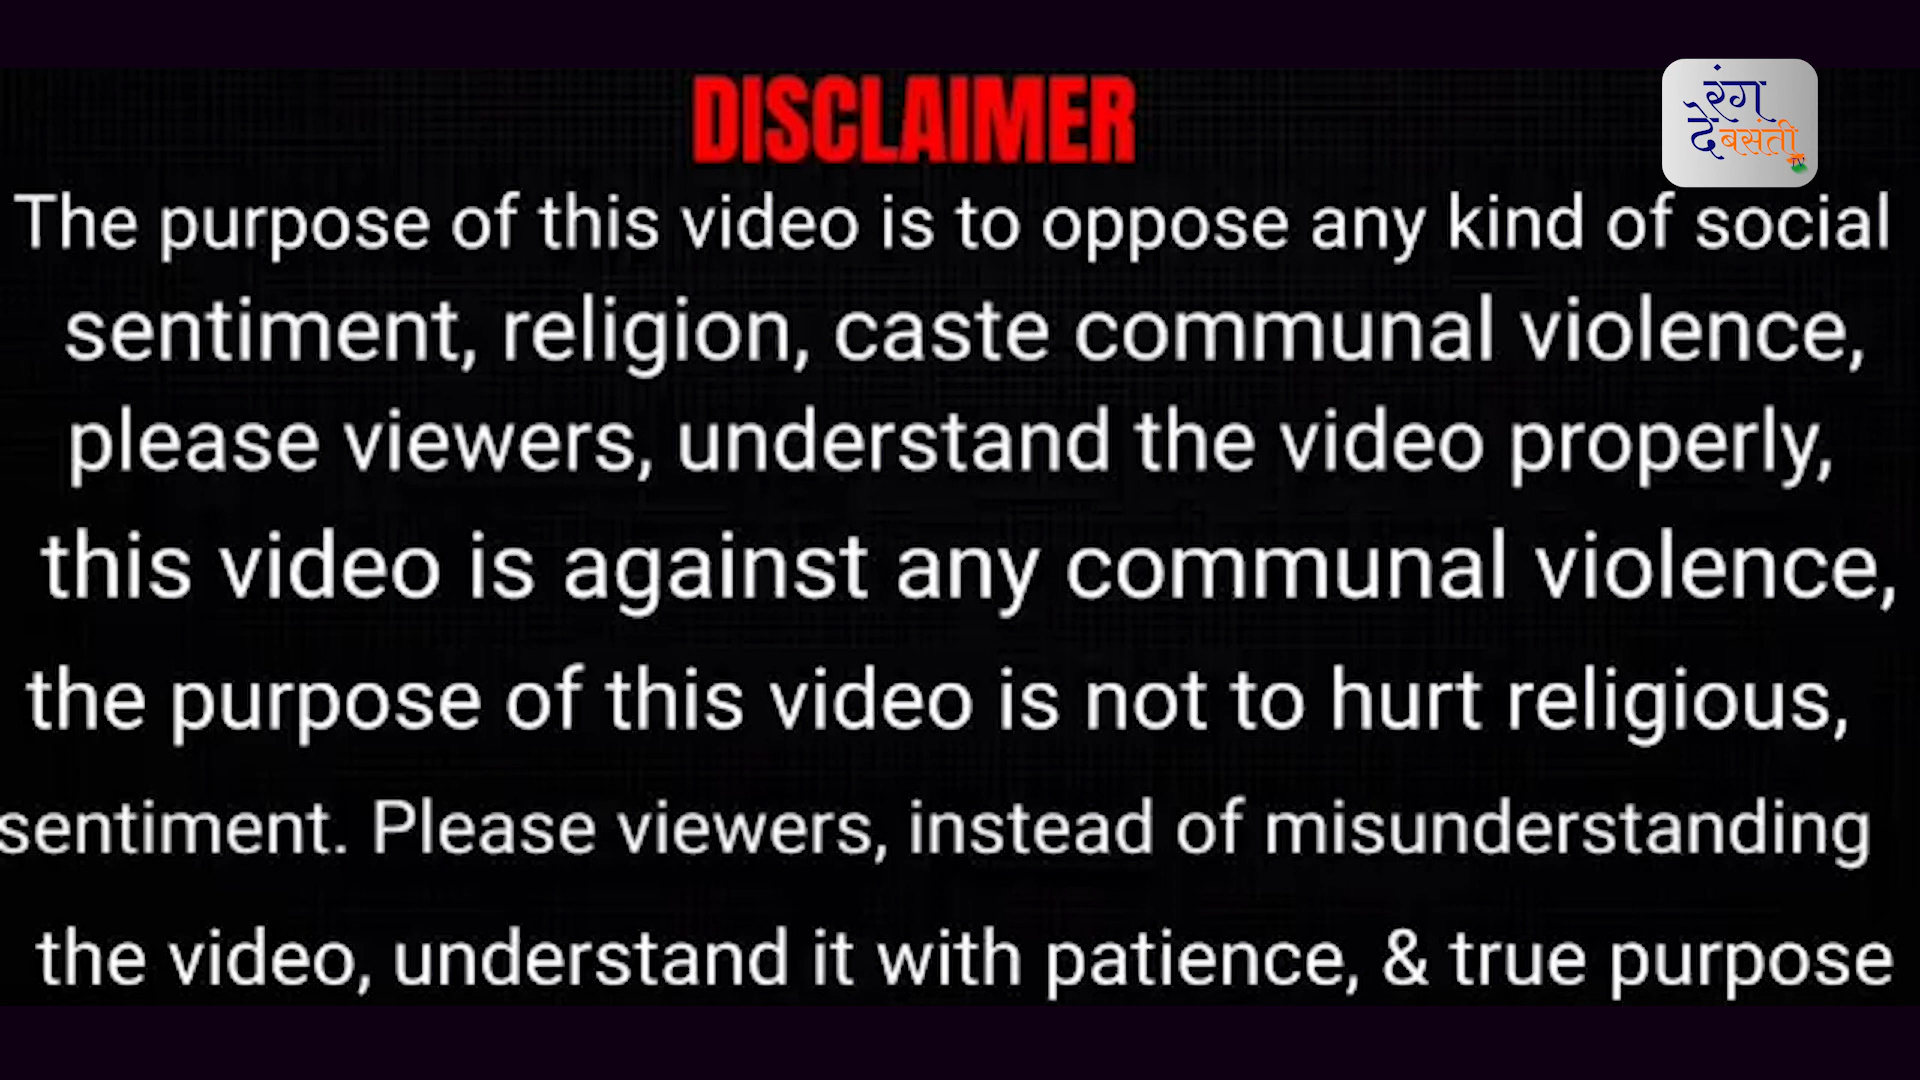 DISCLAIMER
रंग
दे बसंती
TV
The purpose of this video is to oppose any kind of social
sentiment, religion, caste communal violence,
please viewers, understand the video properly,
this video is against any communal violence,
the purpose of this video is not to hurt religious,
sentiment. Please viewers, instead of misunderstanding
the video, understand it with patience, & true purpose